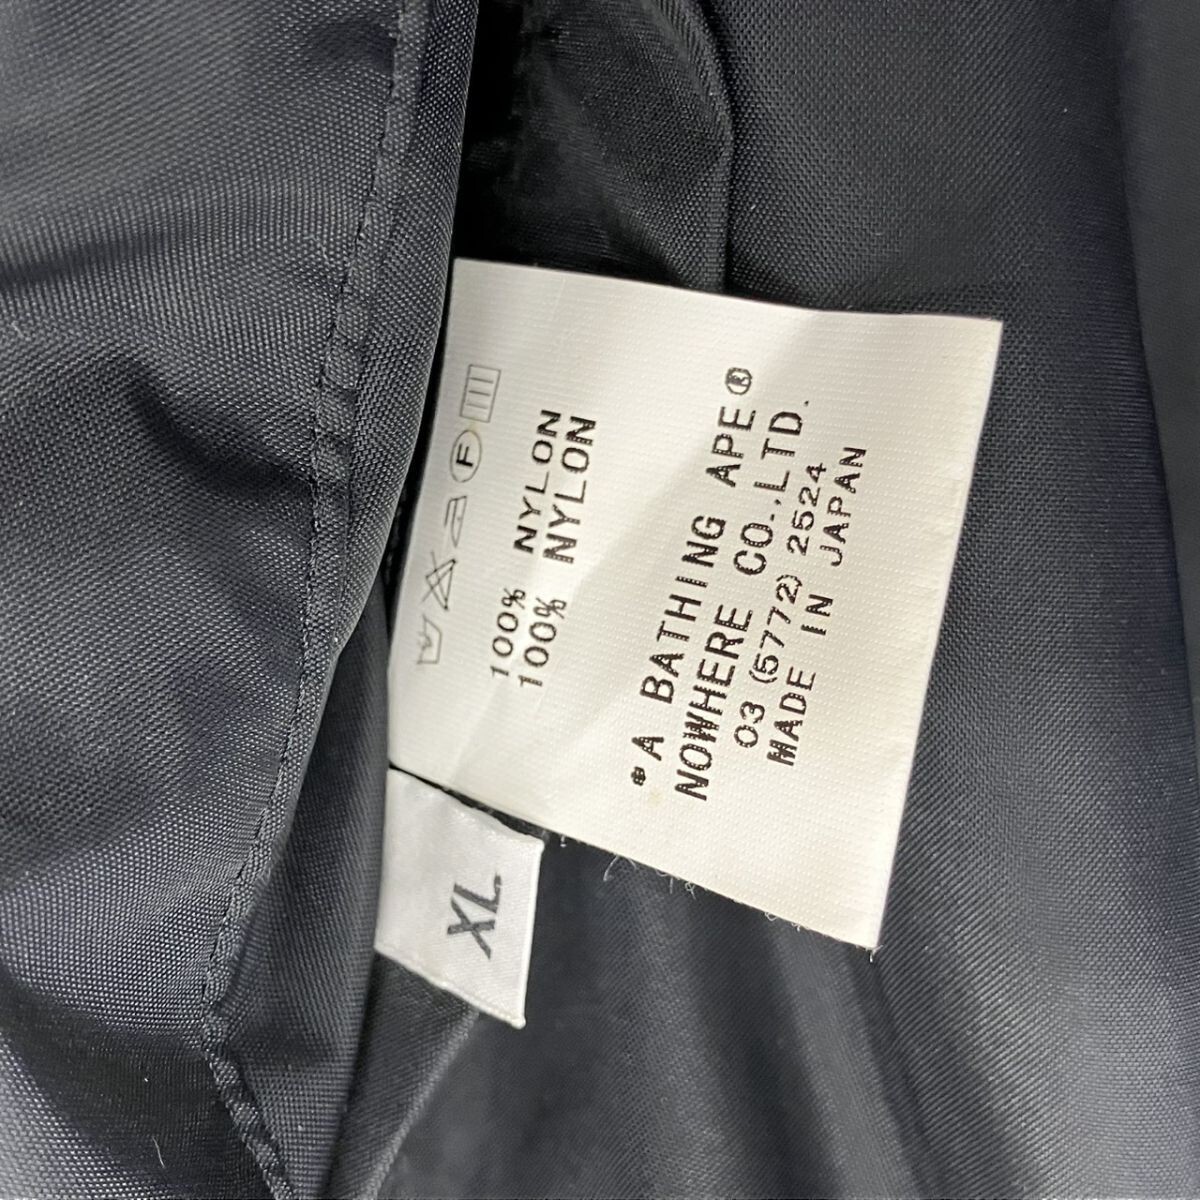 F
100% NYLON
100% NYLON
*A BATHING APE®
NOWHERE CO.,LTD.
03 (5772) 2524
MADE IN JAPAN
XL.